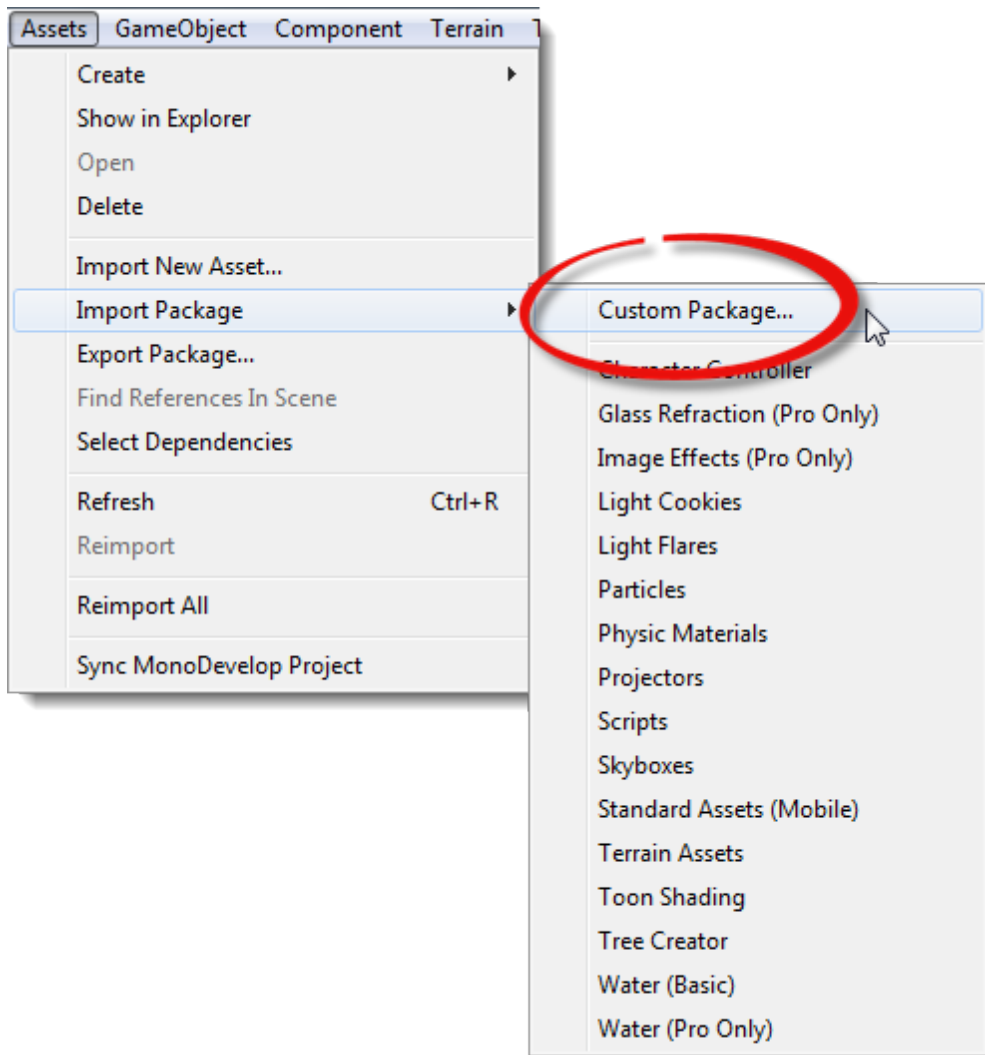 Assets GameObject Component Terrain
Create
Show in Explorer
Open
Delete
Import New Asset...
Import Package
Export Package...
Find References In Scene
Select Dependencies
Refresh Ctrl+R
Reimport
Reimport All
Sync MonoDevelop Project
Custom Package...
Character Controller
Glass Refraction (Pro Only)
Image Effects (Pro Only)
Light Cookies
Light Flares
Particles
Physic Materials
Projectors
Scripts
Skyboxes
Standard Assets (Mobile)
Terrain Assets
Toon Shading
Tree Creator
Water (Basic)
Water (Pro Only)